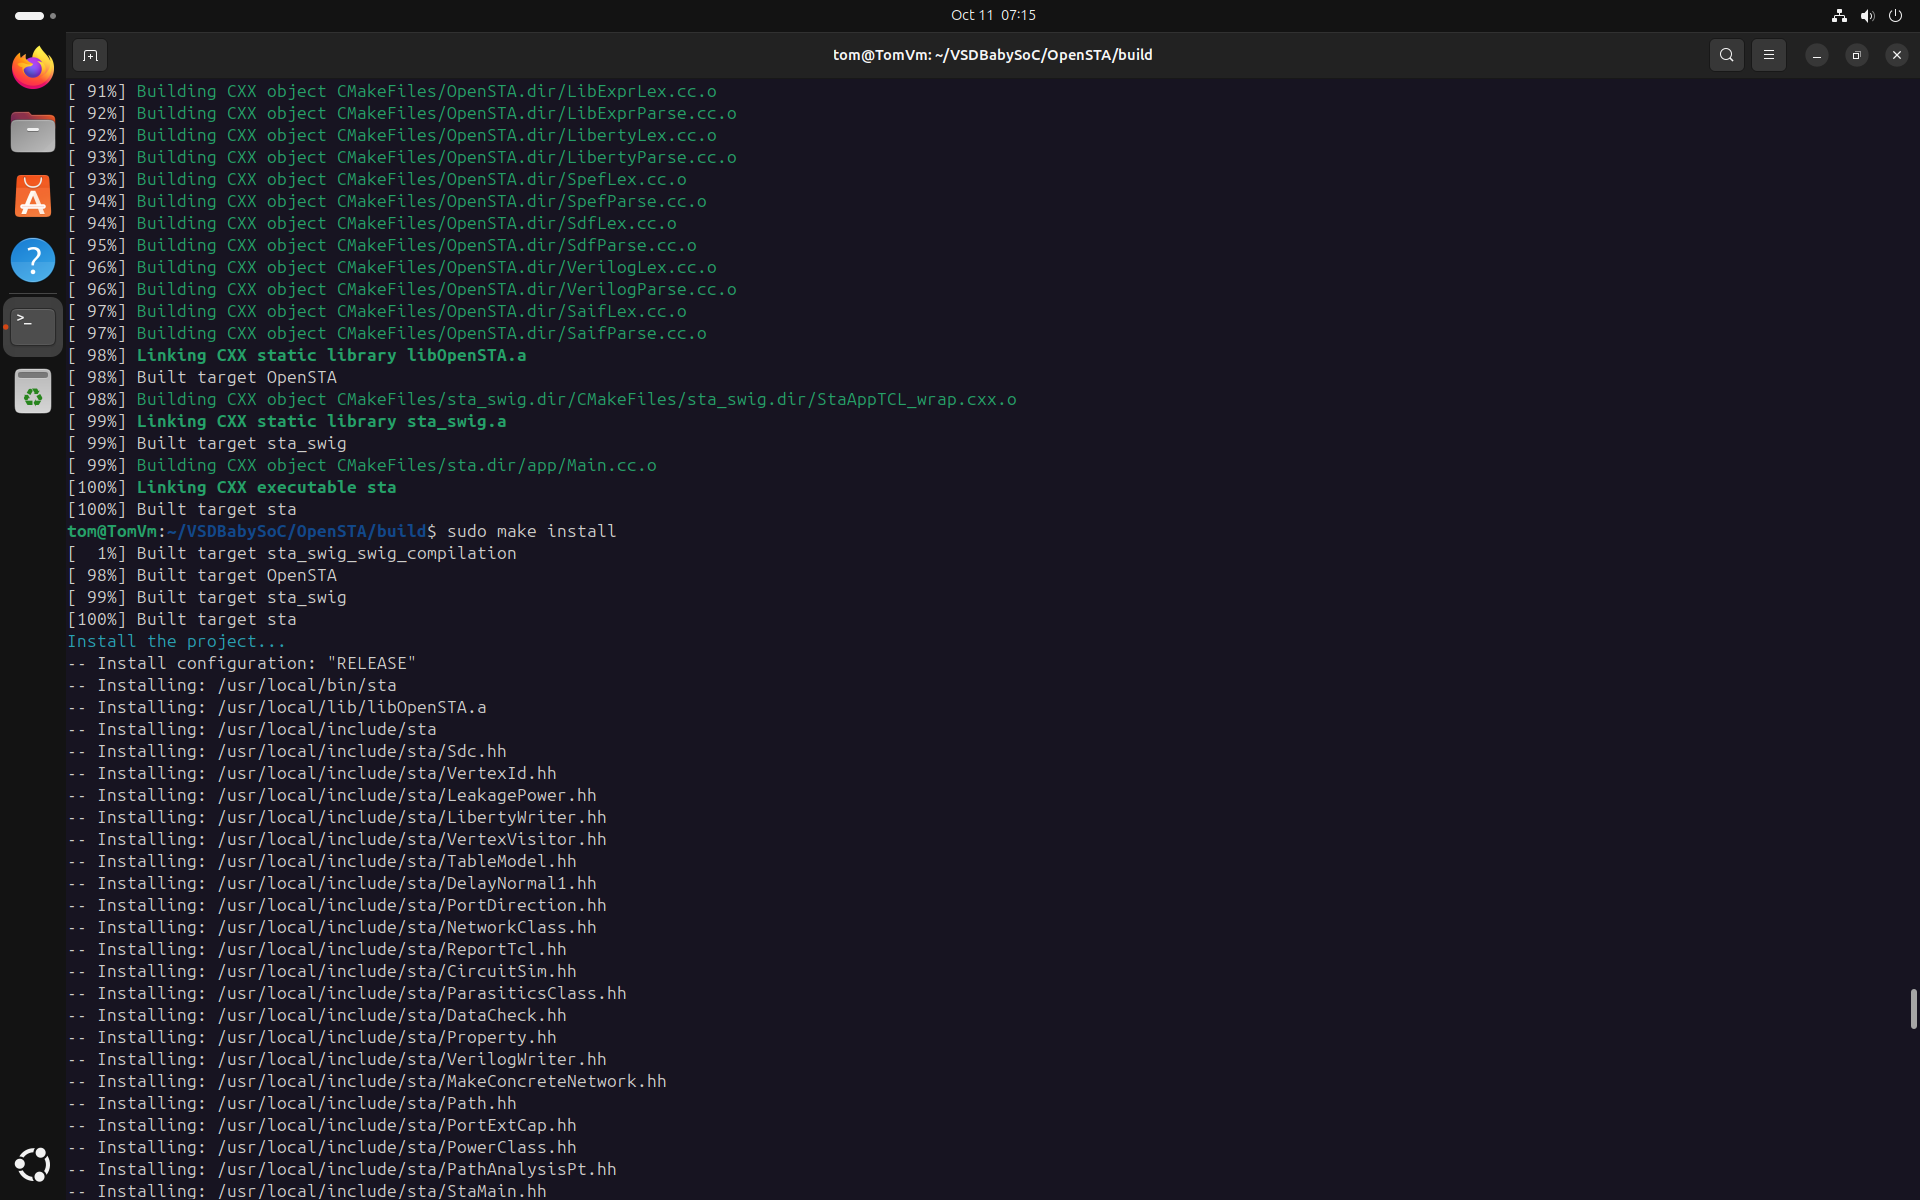 Oct 11 07:15
tom@TomVm: ~/VSDBabySoC/OpenSTA/build
[ 91%] Building CXX object CMakeFiles/OpenSTA.dir/LibExprLex.cc.o
[ 92%] Building CXX object CMakeFiles/OpenSTA.dir/LibExprParse.cc.o
[ 92%] Building CXX object CMakeFiles/OpenSTA.dir/LibertyLex.cc.o
[ 93%] Building CXX object CMakeFiles/OpenSTA.dir/LibertyParse.cc.o
[ 93%] Building CXX object CMakeFiles/OpenSTA.dir/SpefLex.cc.o
[ 94%] Building CXX object CMakeFiles/OpenSTA.dir/SpefParse.cc.o
[ 94%] Building CXX object CMakeFiles/OpenSTA.dir/SdfLex.cc.o
[ 95%] Building CXX object CMakeFiles/OpenSTA.dir/SdfParse.cc.o
[ 96%] Building CXX object CMakeFiles/OpenSTA.dir/VerilogLex.cc.o
[ 96%] Building CXX object CMakeFiles/OpenSTA.dir/VerilogParse.cc.o
[ 97%] Building CXX object CMakeFiles/OpenSTA.dir/SaifLex.cc.o
[ 97%] Building CXX object CMakeFiles/OpenSTA.dir/SaifParse.cc.o
[ 98%] Linking CXX static library libOpenSTA.a
[ 98%] Built target OpenSTA
[ 98%] Building CXX object CMakeFiles/sta_swig.dir/CMakeFiles/sta_swig.dir/StaAppTCL_wrap.cxx.o
[ 99%] Linking CXX static library sta_swig.a
[ 99%] Built target sta_swig
[ 99%] Building CXX object CMakeFiles/sta.dir/app/Main.cc.o
[100%] Linking CXX executable sta
[100%] Built target sta
tom@TomVm:~/VSDBabySoC/OpenSTA/build$ sudo make install
[  1%] Built target sta_swig_swig_compilation
[ 98%] Built target OpenSTA
[ 99%] Built target sta_swig
[100%] Built target sta
Install the project...
-- Install configuration: "RELEASE"
-- Installing: /usr/local/bin/sta
-- Installing: /usr/local/lib/libOpenSTA.a
-- Installing: /usr/local/include/sta
-- Installing: /usr/local/include/sta/Sdc.hh
-- Installing: /usr/local/include/sta/VertexId.hh
-- Installing: /usr/local/include/sta/LeakagePower.hh
-- Installing: /usr/local/include/sta/LibertyWriter.hh
-- Installing: /usr/local/include/sta/VertexVisitor.hh
-- Installing: /usr/local/include/sta/TableModel.hh
-- Installing: /usr/local/include/sta/DelayNormal1.hh
-- Installing: /usr/local/include/sta/PortDirection.hh
-- Installing: /usr/local/include/sta/NetworkClass.hh
-- Installing: /usr/local/include/sta/ReportTcl.hh
-- Installing: /usr/local/include/sta/CircuitSim.hh
-- Installing: /usr/local/include/sta/ParasiticsClass.hh
-- Installing: /usr/local/include/sta/DataCheck.hh
-- Installing: /usr/local/include/sta/Property.hh
-- Installing: /usr/local/include/sta/VerilogWriter.hh
-- Installing: /usr/local/include/sta/MakeConcreteNetwork.hh
-- Installing: /usr/local/include/sta/Path.hh
-- Installing: /usr/local/include/sta/PortExtCap.hh
-- Installing: /usr/local/include/sta/PowerClass.hh
-- Installing: /usr/local/include/sta/PathAnalysisPt.hh
-- Installing: /usr/local/include/sta/StaMain.hh